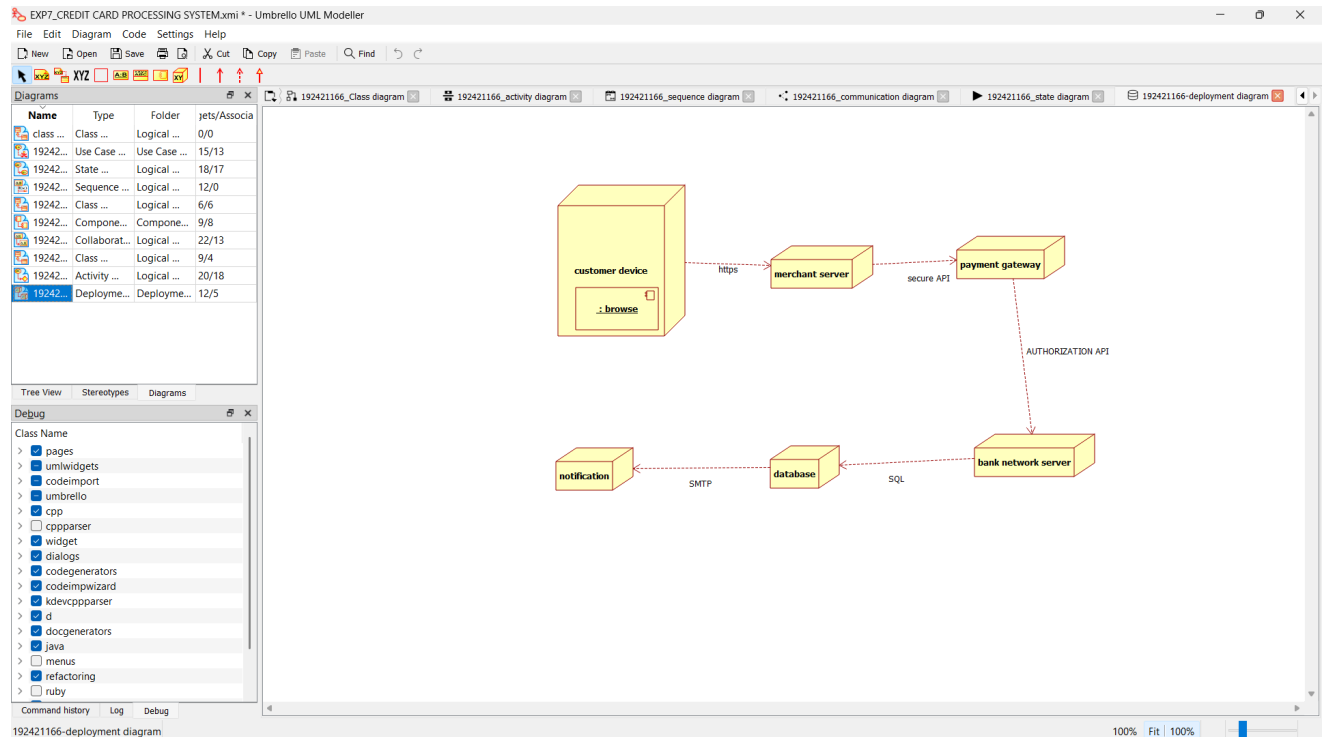 EXP7_CREDIT CARD PROCESSING SYSTEM.xmi * - Umbrello UML Modeller
File Edit Diagram Code Settings Help
New Open Save Cut Copy Paste Find
XYZ XYZ A:B ABC XY
Diagrams
192421166_Class diagram 192421166_activity diagram 192421166_sequence diagram 192421166_communication diagram 192421166_state diagram 192421166-deployment diagram
Name Type Folder gets/Associa
class ... Class ... Logical ... 0/0
19242... Use Case ... Use Case ... 15/13
19242... State ... Logical ... 18/17
19242... Sequence ... Logical ... 12/0
19242... Class ... Logical ... 6/6
19242... Compone... Compone... 9/8
19242... Collaborat... Logical ... 22/13
19242... Class ... Logical ... 9/4
19242... Activity ... Logical ... 20/18
19242... Deployme... Deployme... 12/5
Tree View Stereotypes Diagrams
customer device
: browse
https
merchant server
secure API
payment gateway
AUTHORIZATION API
bank network server
SQL
database
SMTP
notification
Debug
Class Name
pages
umlwidgets
codeimport
umbrello
cpp
cppparser
widget
dialogs
codegenerators
codeimpwizard
kdevcppparser
d
docgenerators
java
menus
refactoring
ruby
Command history Log Debug
192421166-deployment diagram
100% Fit 100%